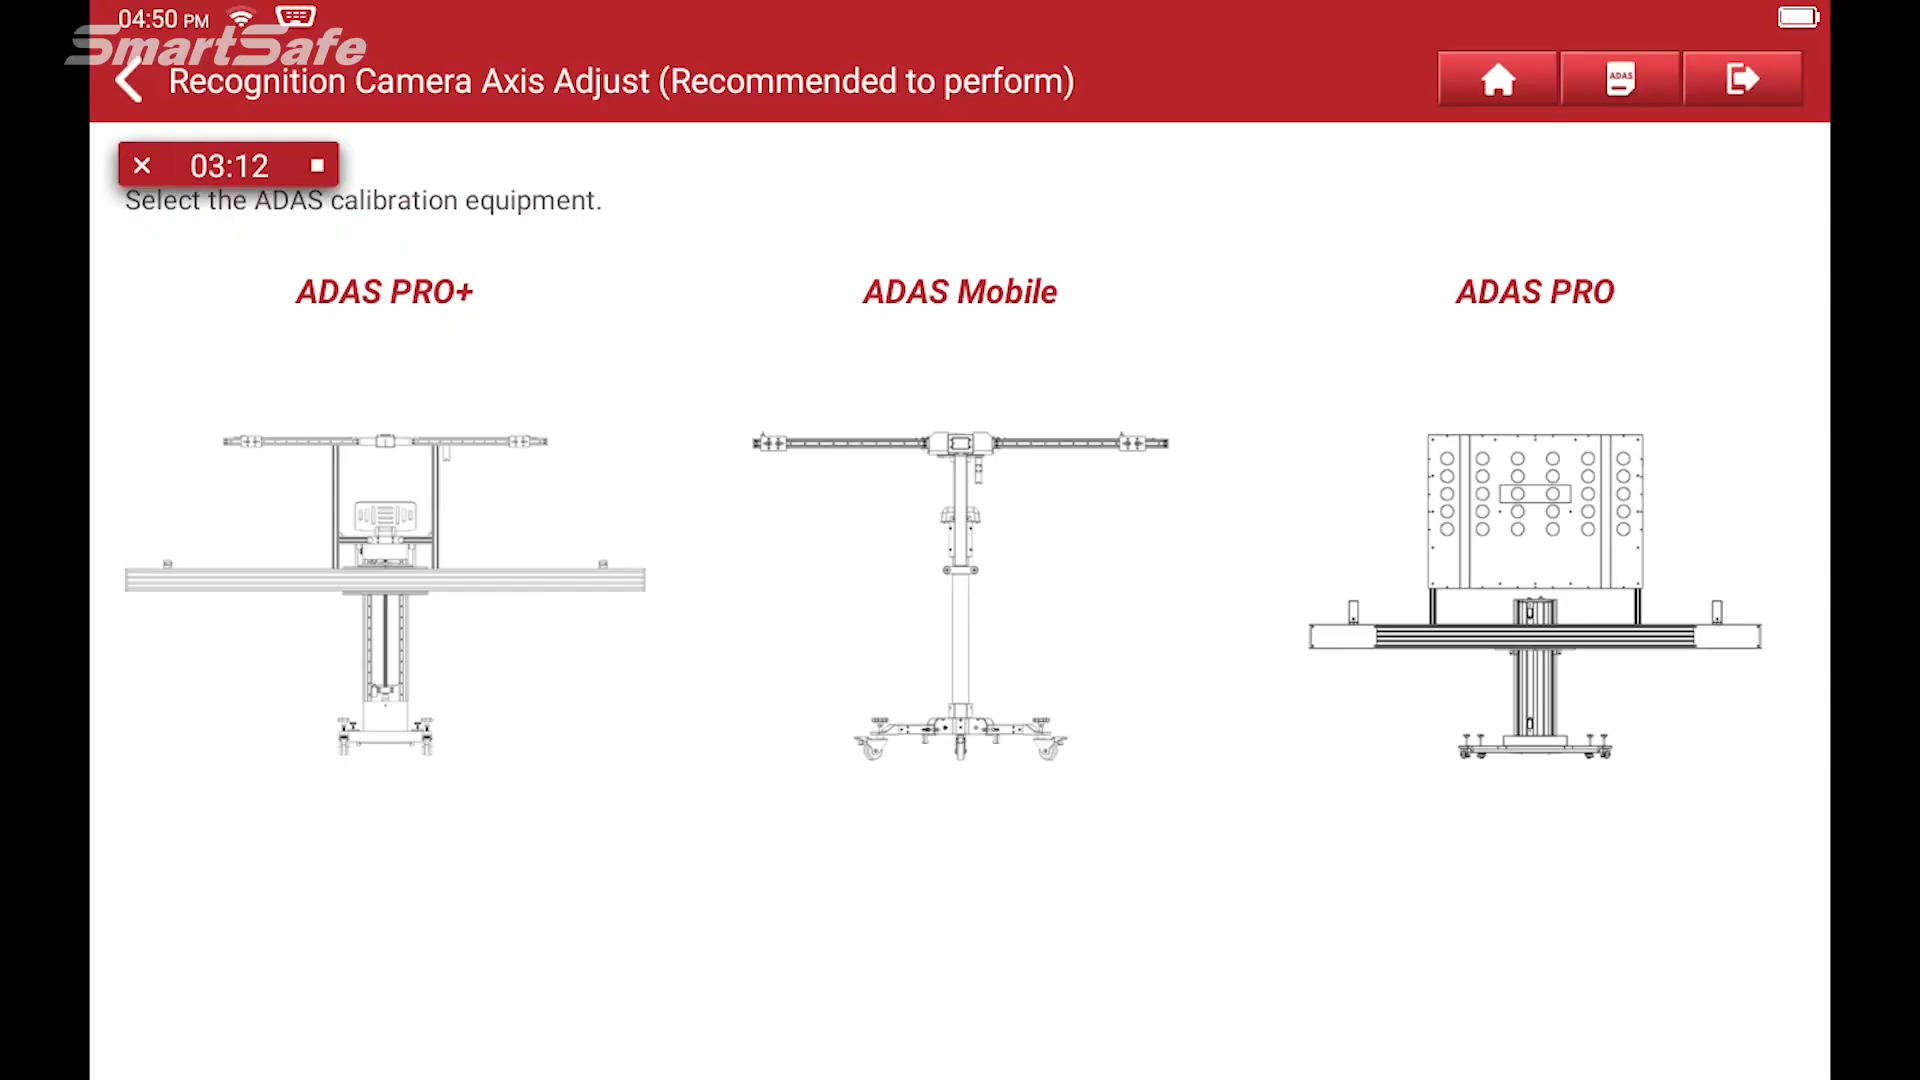 04:50 PM
SmartSafe
Recognition Camera Axis Adjust (Recommended to perform)
ADAS
03:12
Select the ADAS calibration equipment.
ADAS PRO+
ADAS Mobile
ADAS PRO